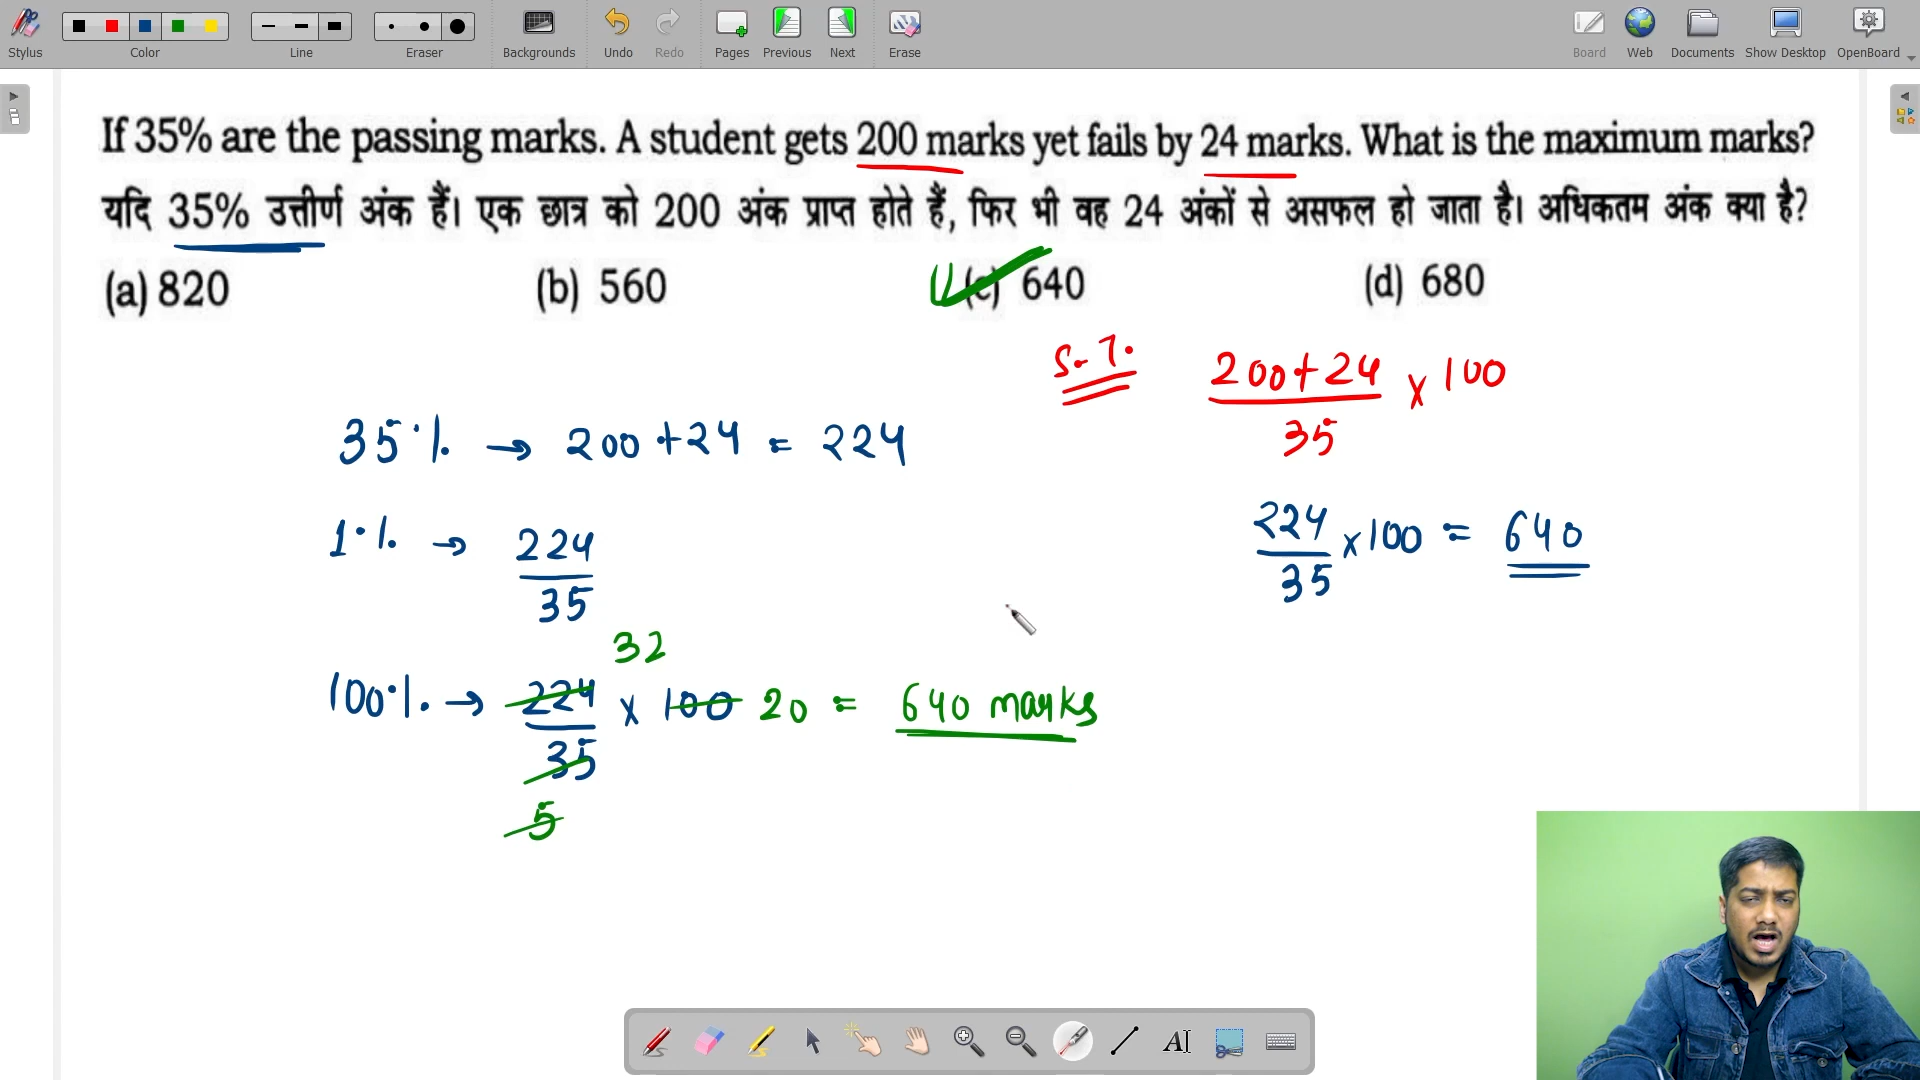 Stylus Color Line Eraser Backgrounds Undo Redo Pages Previous Next Erase Board Web Documents Show Desktop OpenBoard
If 35% are the passing marks. A student gets 200 marks yet fails by 24 marks. What is the maximum marks?
यदि 35% उत्तीर्ण अंक हैं। एक छात्र को 200 अंक प्राप्त होते हैं, फिर भी वह 24 अंकों से असफल हो जाता है। अधिकतम अंक क्या है?
(a) 820 (b) 560 (c) 640 (d) 680
S.T. 200+24 × 100
35
35% → 200 + 24 = 224
1% → 224
35
224 × 100 = 640
35
32
100% → 224 × 100 20 = 640 marks
35
5